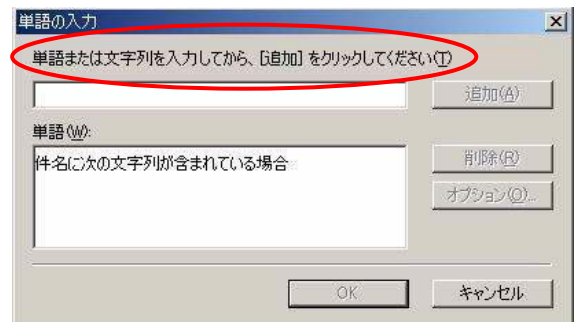 単語の入力
単語または文字列を入力してから、[追加] をクリックしてください(T)
追加(A)
単語(W):
件名に次の文字列が含まれている場合
削除(R)
オプション(O)...
OK
キャンセル